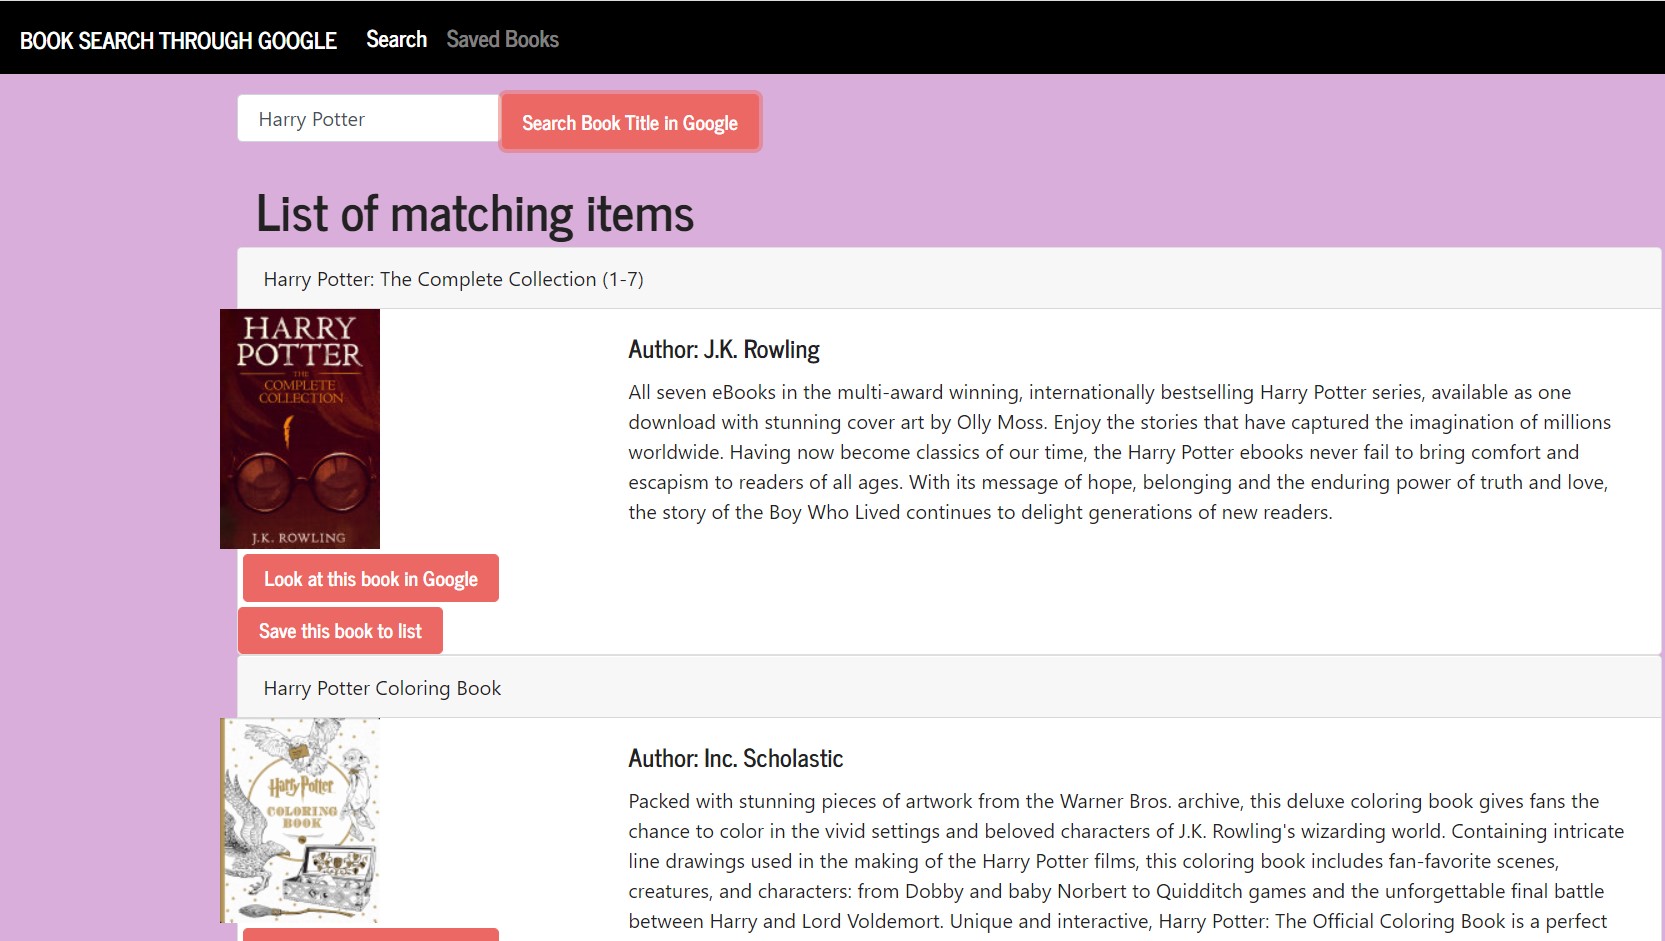 BOOK SEARCH THROUGH GOOGLE Search Saved Books
Harry Potter Search Book Title in Google
List of matching items
Harry Potter: The Complete Collection (1-7)
HARRY
POTTER
THE
COMPLETE
COLLECTION
J.K. ROWLING
Author: J.K. Rowling
All seven eBooks in the multi-award winning, internationally bestselling Harry Potter series, available as one
download with stunning cover art by Olly Moss. Enjoy the stories that have captured the imagination of millions
worldwide. Having now become classics of our time, the Harry Potter ebooks never fail to bring comfort and
escapism to readers of all ages. With its message of hope, belonging and the enduring power of truth and love,
the story of the Boy Who Lived continues to delight generations of new readers.
Look at this book in Google
Save this book to list
Harry Potter Coloring Book
Harry Potter
COLORING
BOOK
Author: Inc. Scholastic
Packed with stunning pieces of artwork from the Warner Bros. archive, this deluxe coloring book gives fans the
chance to color in the vivid settings and beloved characters of J.K. Rowling's wizarding world. Containing intricate
line drawings used in the making of the Harry Potter films, this coloring book includes fan-favorite scenes,
creatures, and characters: from Dobby and baby Norbert to Quidditch games and the unforgettable final battle
between Harry and Lord Voldemort. Unique and interactive, Harry Potter: The Official Coloring Book is a perfect